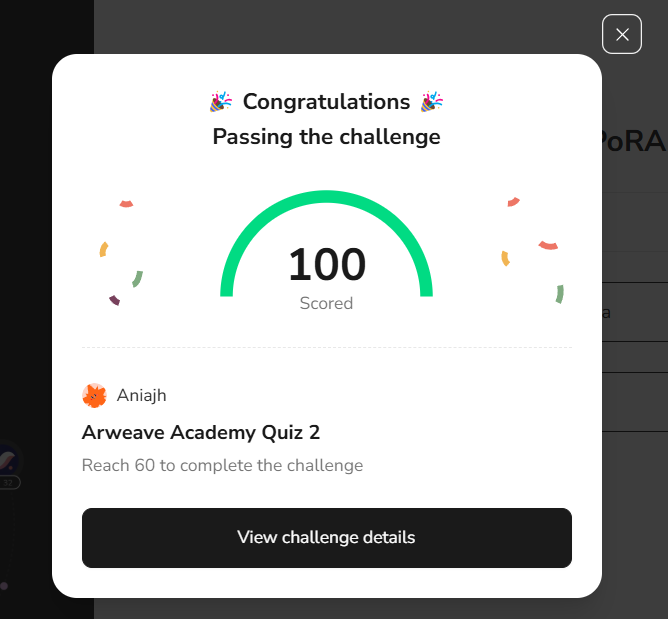 Congratulations
Passing the challenge
PoRA
100
Scored
a
Aniajh
Arweave Academy Quiz 2
Reach 60 to complete the challenge
32
View challenge details